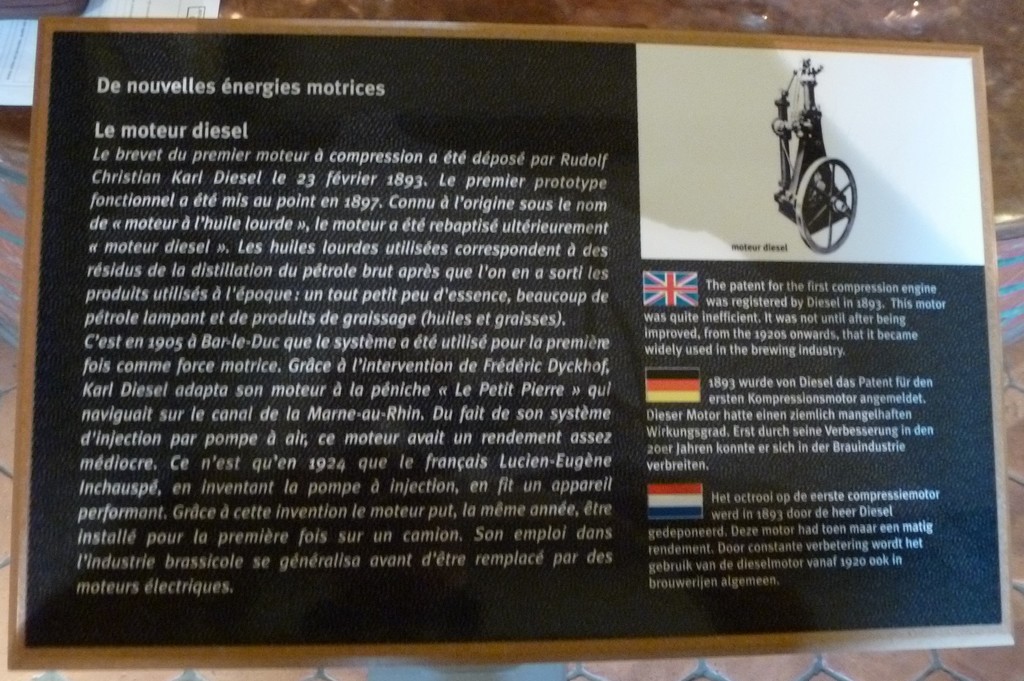 De nouvelles énergies motrices
Le moteur diesel
Le brevet du premier moteur à compression a été déposé par Rudolf
Christian Karl Diesel le 23 février 1893. Le premier prototype
fonctionnel a été mis au point en 1897. Connu à l'origine sous le nom
de « moteur à l'huile lourde », le moteur a été rebaptisé ultérieurement
« moteur diesel ». Les huiles lourdes utilisées correspondent à des
résidus de la distillation du pétrole brut après que l'on en a sorti les
produits utilisés à l'époque : un tout petit peu d'essence, beaucoup de
pétrole lampant et de produits de graissage (huiles et graisses).
C'est en 1905 à Bar-le-Duc que le système a été utilisé pour la première
fois comme force motrice. Grâce à l'intervention de Frédéric Dyckhof,
Karl Diesel adapta son moteur à la péniche « Le Petit Pierre » qui
naviguait sur le canal de la Marne-au-Rhin. Du fait de son système
d'injection par pompe à air, ce moteur avait un rendement assez
médiocre. Ce n'est qu'en 1924 que le français Lucien-Eugène
Inchauspé, en inventant la pompe à injection, en fit un appareil
performant. Grâce à cette invention le moteur put, la même année, être
installé pour la première fois sur un camion. Son emploi dans
l'industrie brassicole se généralisa avant d'être remplacé par des
moteurs électriques.
moteur diesel
The patent for the first compression engine
was registered by Diesel in 1893. This motor
was quite inefficient. It was not until after being
improved, from the 1920s onwards, that it became
widely used in the brewing industry.
1893 wurde von Diesel das Patent für den
ersten Kompressionsmotor angemeldet.
Dieser Motor hatte einen ziemlich mangelhaften
Wirkungsgrad. Erst durch seine Verbesserung in den
20er Jahren konnte er sich in der Brauindustrie
verbreiten.
Het octrooi op de eerste compressiemotor
werd in 1893 door de heer Diesel
gedeponeerd. Deze motor had toen maar een matig
rendement. Door constante verbetering wordt het
gebruik van de dieselmotor vanaf 1920 ook in
brouwerijen algemeen.